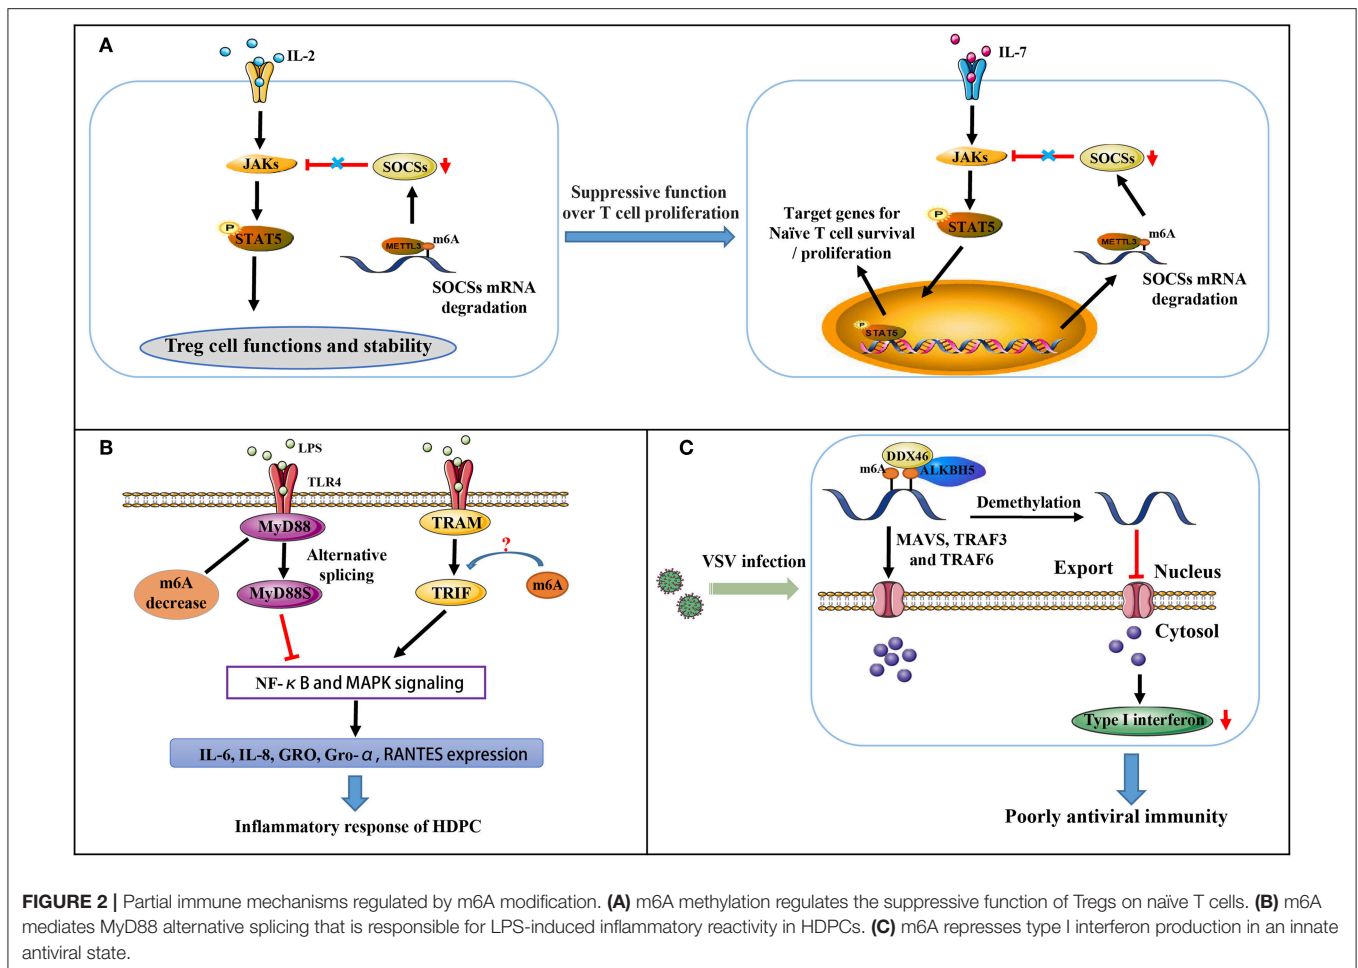 A
IL-2
JAKs
SOCSs
P
STAT5
METTL3
m6A
SOCSs mRNA
degradation
Treg cell functions and stability
Suppressive function
over T cell proliferation
IL-7
JAKs
SOCSs
P
STAT5
Target genes for
Naïve T cell survival
/ proliferation
METTL3
m6A
SOCSs mRNA
degradation
P
STAT5
B
LPS
TLR4
MyD88
TRAM
Alternative
splicing
?
m6A
decrease
MyD88S
TRIF
m6A
NF-κB and MAPK signaling
IL-6, IL-8, GRO, Gro-α, RANTES expression
Inflammatory response of HDPC
C
DDX46
m6A
ALKBH5
Demethylation
MAVS, TRAF3
and TRAF6
VSV infection
Export
Nucleus
Cytosol
Type I interferon
Poorly antiviral immunity
FIGURE 2 | Partial immune mechanisms regulated by m6A modification. (A) m6A methylation regulates the suppressive function of Tregs on naïve T cells. (B) m6A
mediates MyD88 alternative splicing that is responsible for LPS-induced inflammatory reactivity in HDPCs. (C) m6A represses type I interferon production in an innate
antiviral state.